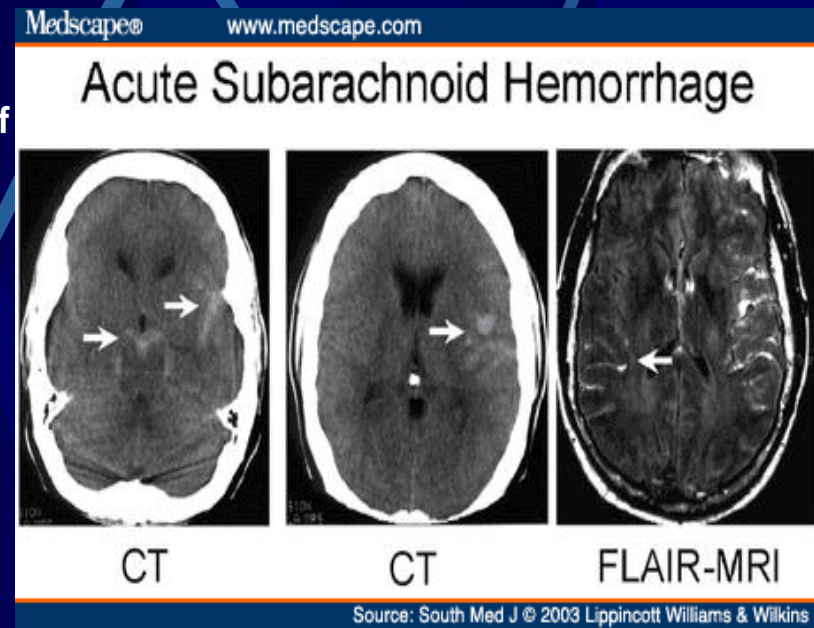 Medscape® www.medscape.com
Acute Subarachnoid Hemorrhage
f
CT CT FLAIR-MRI
Source: South Med J © 2003 Lippincott Williams & Wilkins